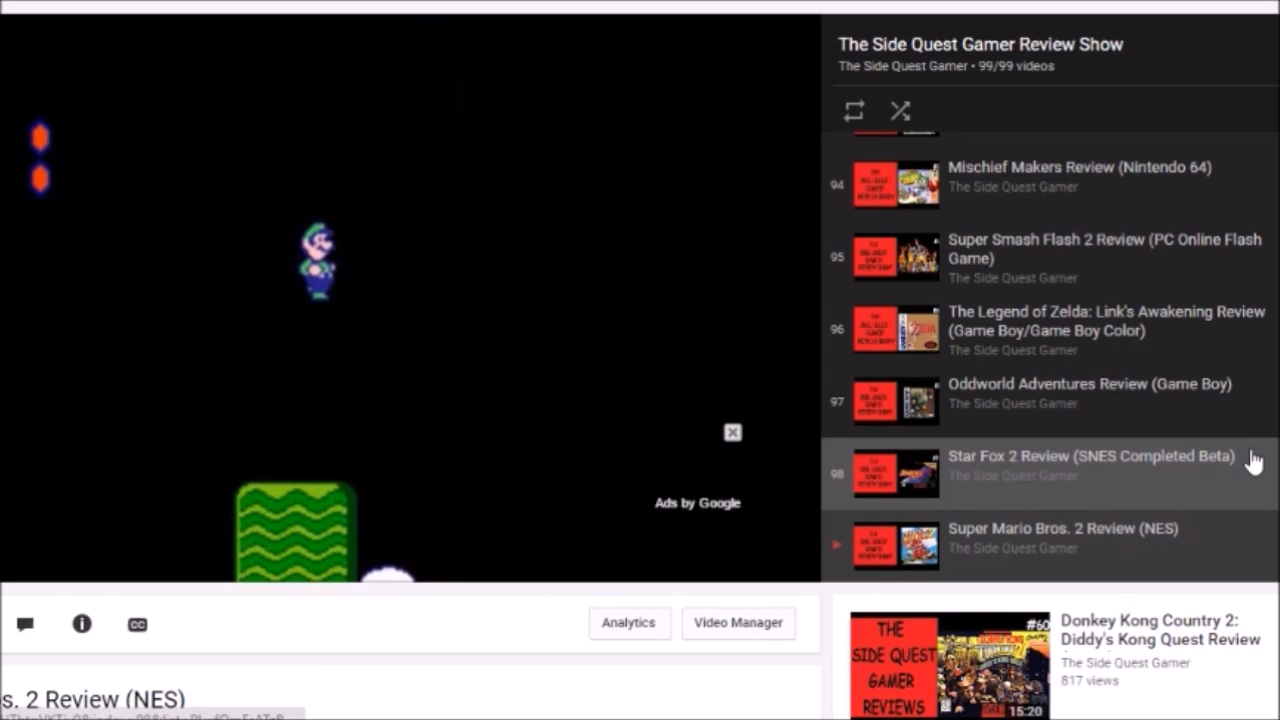 The Side Quest Gamer Review Show
The Side Quest Gamer • 99/99 videos
94
Mischief Makers Review (Nintendo 64)
The Side Quest Gamer
95
Super Smash Flash 2 Review (PC Online Flash
Game)
The Side Quest Gamer
96
The Legend of Zelda: Link's Awakening Review
(Game Boy/Game Boy Color)
The Side Quest Gamer
97
Oddworld Adventures Review (Game Boy)
The Side Quest Gamer
98
Star Fox 2 Review (SNES Completed Beta)
The Side Quest Gamer
Super Mario Bros. 2 Review (NES)
The Side Quest Gamer
Ads by Google
CC
Analytics
Video Manager
s. 2 Review (NES)
THE
SIDE QUEST
GAMER
REVIEWS
#60
15:20
Donkey Kong Country 2:
Diddy's Kong Quest Review
The Side Quest Gamer
817 views